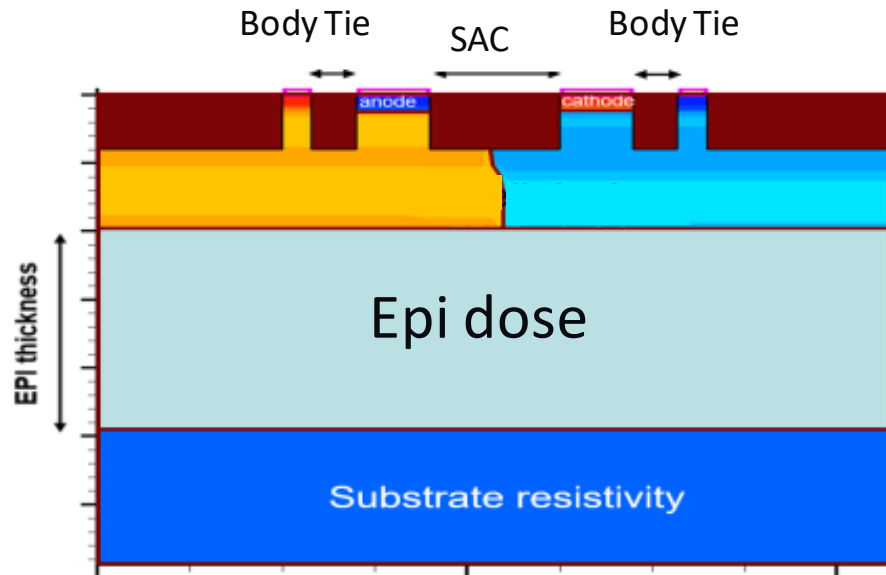 Body Tie
SAC
Body Tie
anode
cathode
EPI thickness
Epi dose
Substrate resistivity